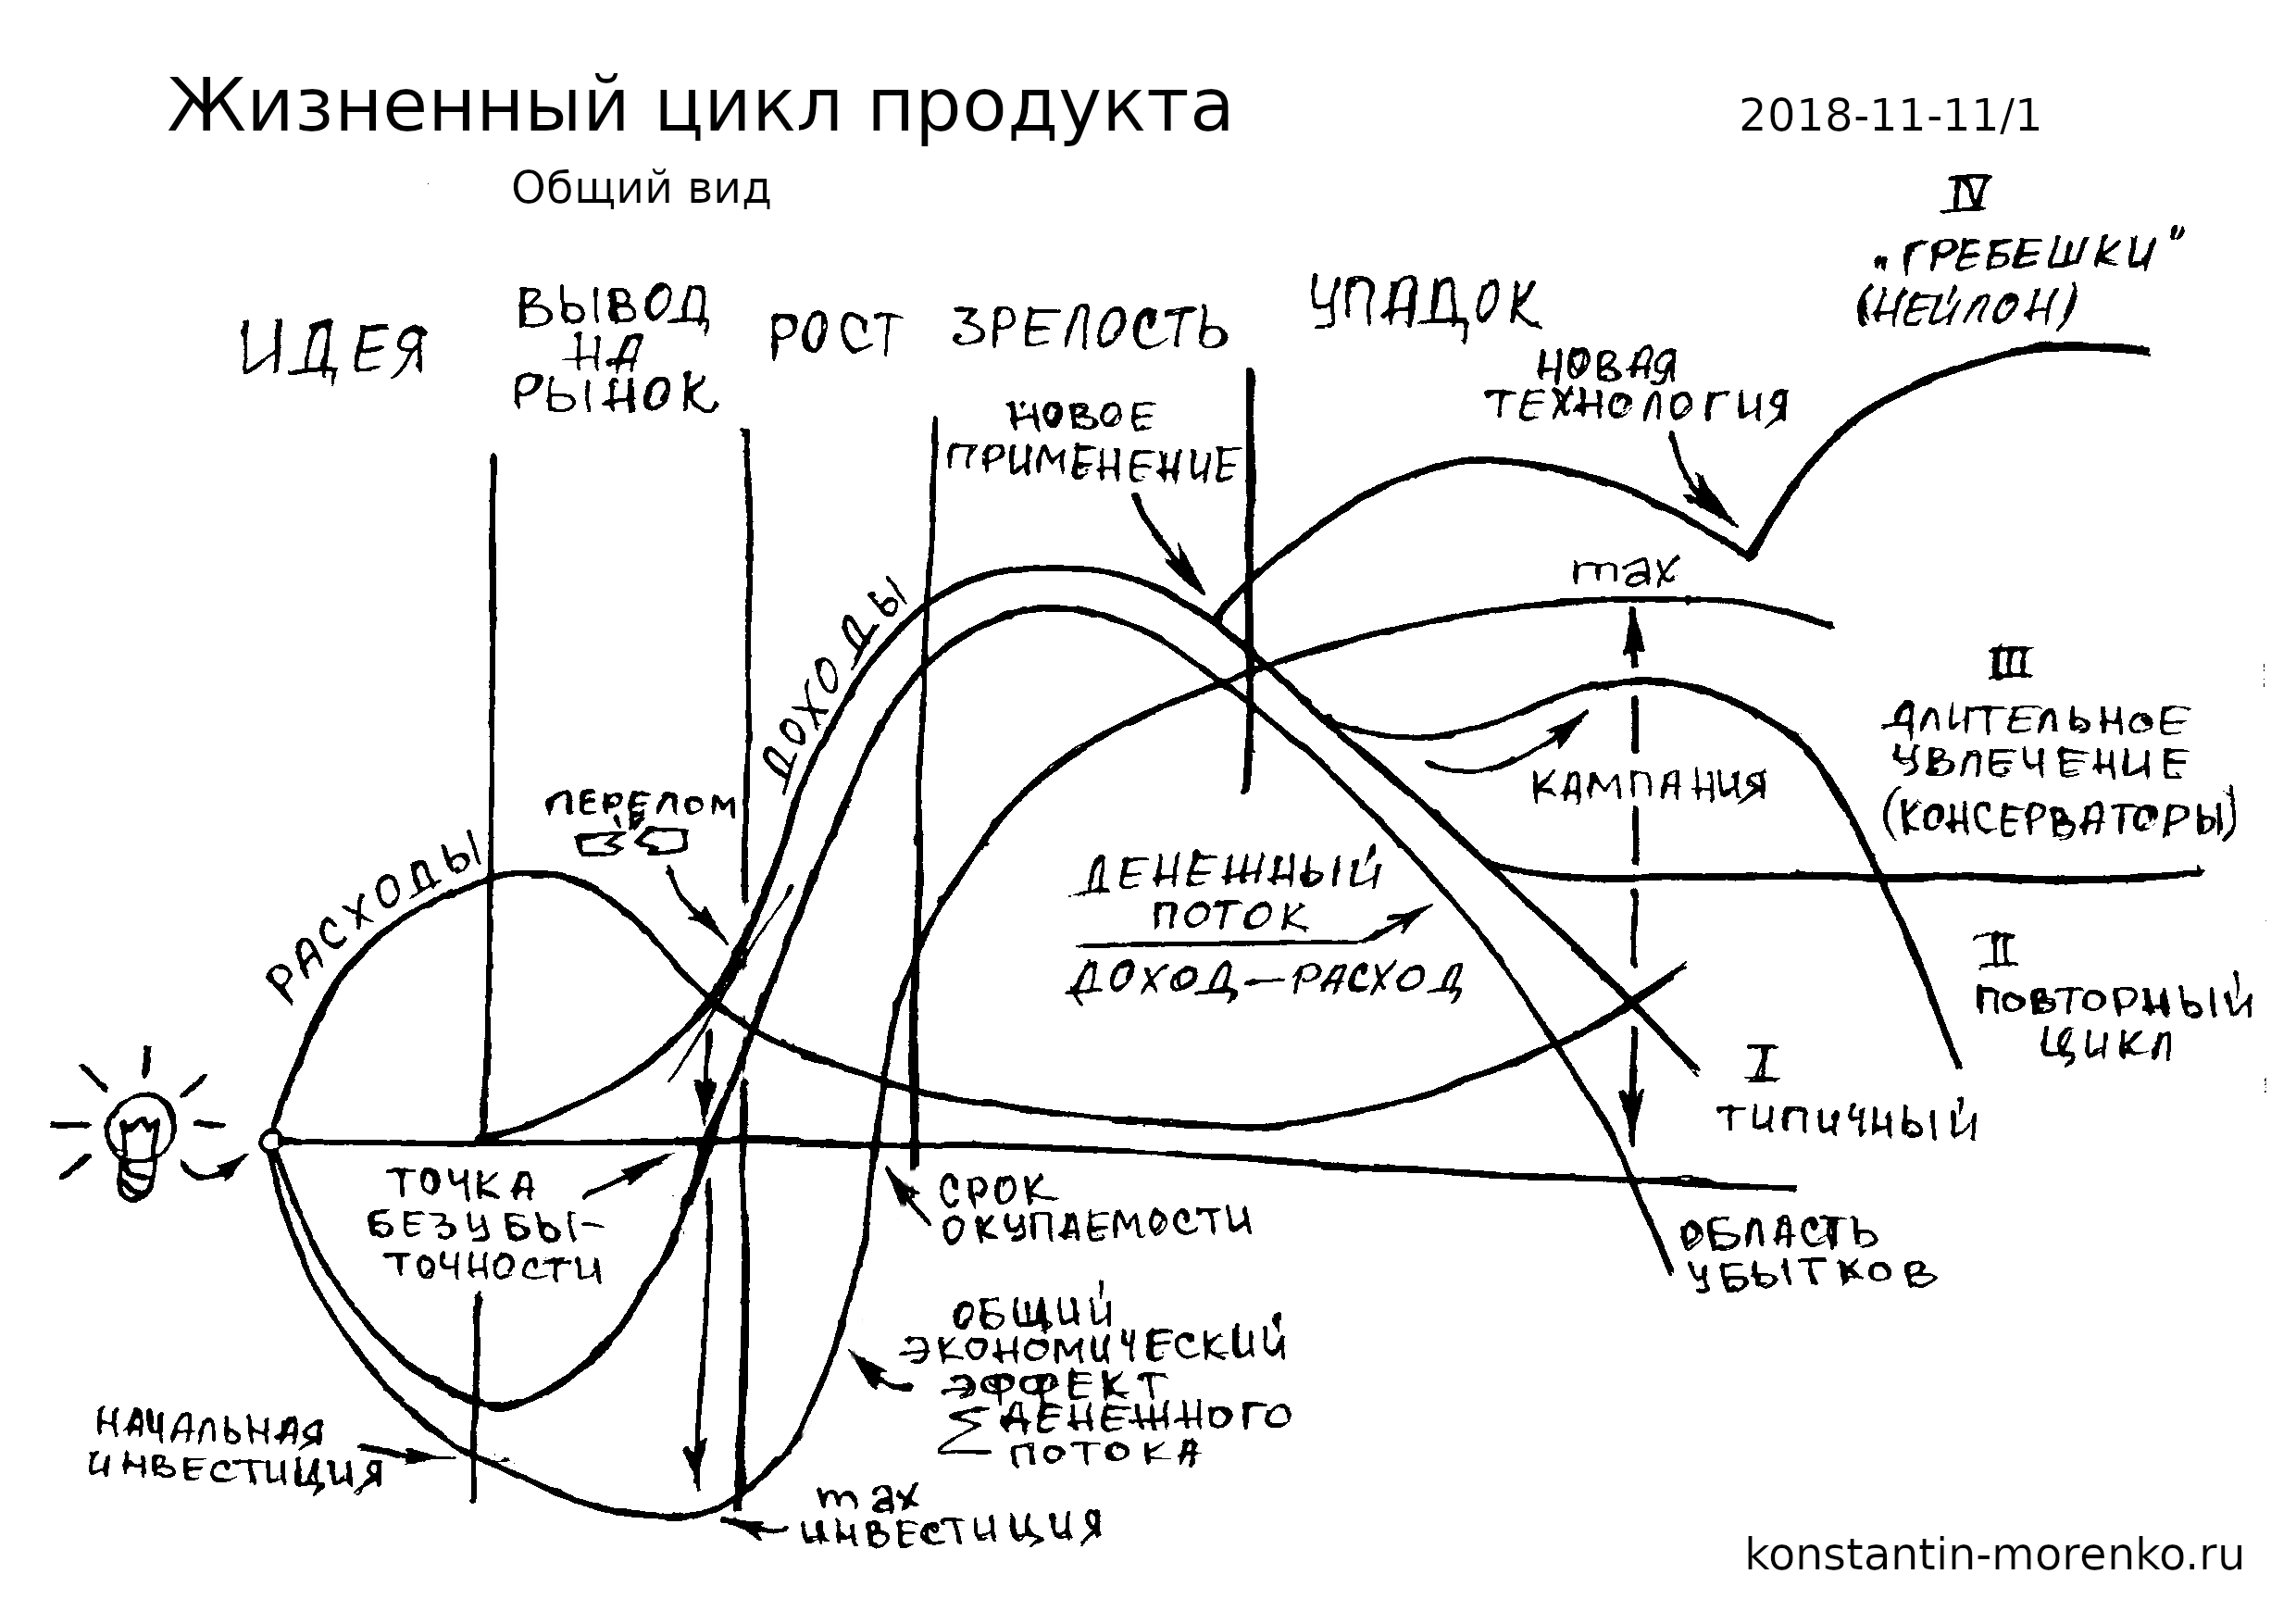 Жизненный цикл продукта
2018-11-11/1
Общий вид
ИДЕЯ
ВЫВОД
НА
РЫНОК
РОСТ
ЗРЕЛОСТЬ
УПАДОК
IV
„ГРЕБЕШКИ"
(НЕЙЛОН)
НОВОЕ
ПРИМЕНЕНИЕ
НОВАЯ
ТЕХНОЛОГИЯ
max
ДОХОДЫ
РАСХОДЫ
ПЕРЕЛОМ
КАМПАНИЯ
III
ДЛИТЕЛЬНОЕ
УВЛЕЧЕНИЕ
(КОНСЕРВАТОРЫ)
ДЕНЕЖНЫЙ
ПОТОК
ДОХОД—РАСХОД
II
ПОВТОРНЫЙ
ЦИКЛ
I
ТИПИЧНЫЙ
ТОЧКА
БЕЗУБЫ-
ТОЧНОСТИ
СРОК
ОКУПАЕМОСТИ
ОБЛАСТЬ
УБЫТКОВ
ОБЩИЙ
ЭКОНОМИЧЕСКИЙ
ЭФФЕКТ
Σ ДЕНЕЖНОГО
ПОТОКА
НАЧАЛЬНАЯ
ИНВЕСТИЦИЯ
max
ИНВЕСТИЦИЯ
konstantin-morenko.ru